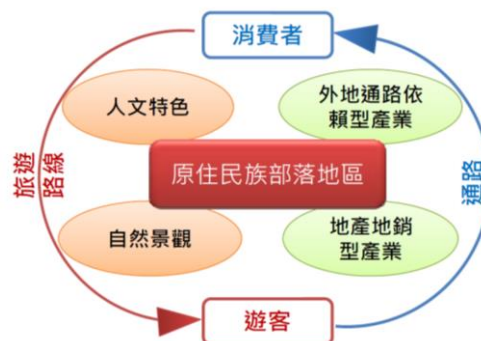 消費者
人文特色
外地通路依
賴型產業
旅遊
路線
原住民族部落地區
通路
自然景觀
地產地銷
型產業
遊客